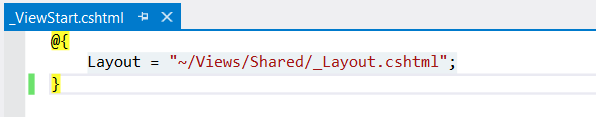 _ViewStart.cshtml
@{
Layout = "~/Views/Shared/_Layout.cshtml";
}